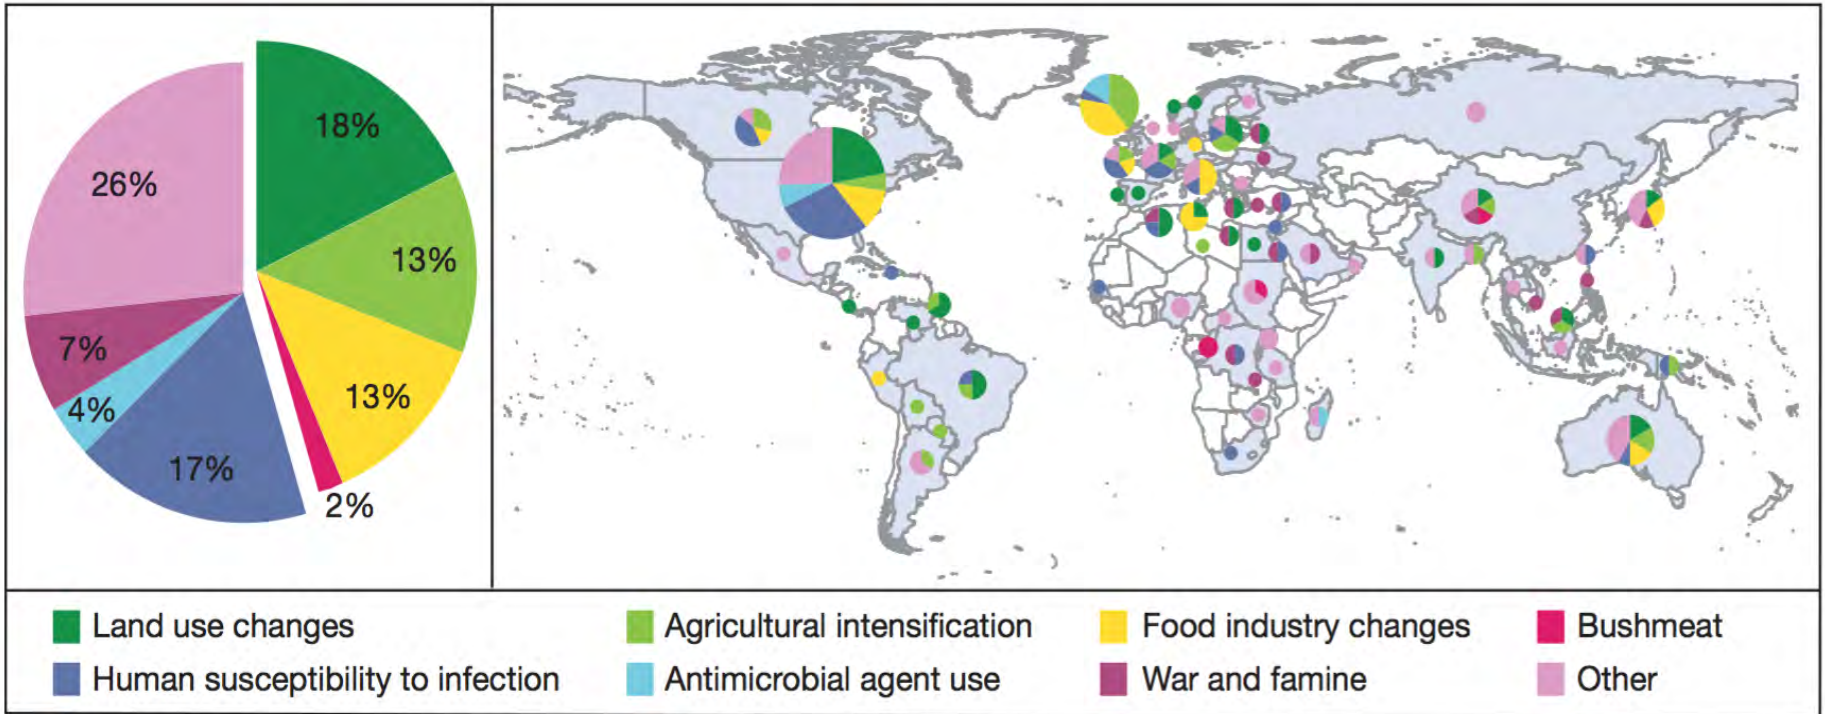 18%
26%
13%
7%
13%
4%
17%
2%
Land use changes
Agricultural intensification
Food industry changes
Bushmeat
Human susceptibility to infection
Antimicrobial agent use
War and famine
Other